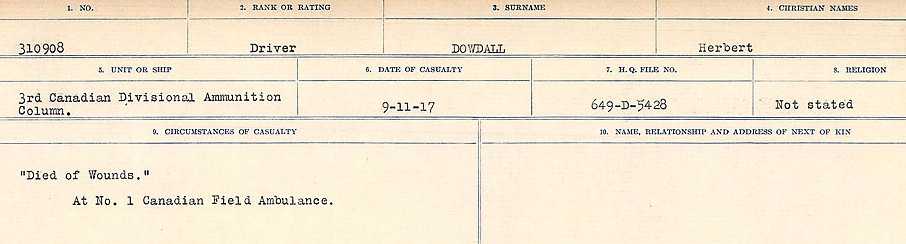 1. NO.
2. RANK OR RATING
3. SURNAME
4. CHRISTIAN NAMES
310908
Driver
DOWDALL
Herbert
5. UNIT OR SHIP
6. DATE OF CASUALTY
7. H.Q. FILE NO.
8. RELIGION
3rd Canadian Divisional Ammunition
Column.
9-11-17
649-D-5428
Not stated
9. CIRCUMSTANCES OF CASUALTY
10. NAME, RELATIONSHIP AND ADDRESS OF NEXT OF KIN
"Died of Wounds."
At No. 1 Canadian Field Ambulance.